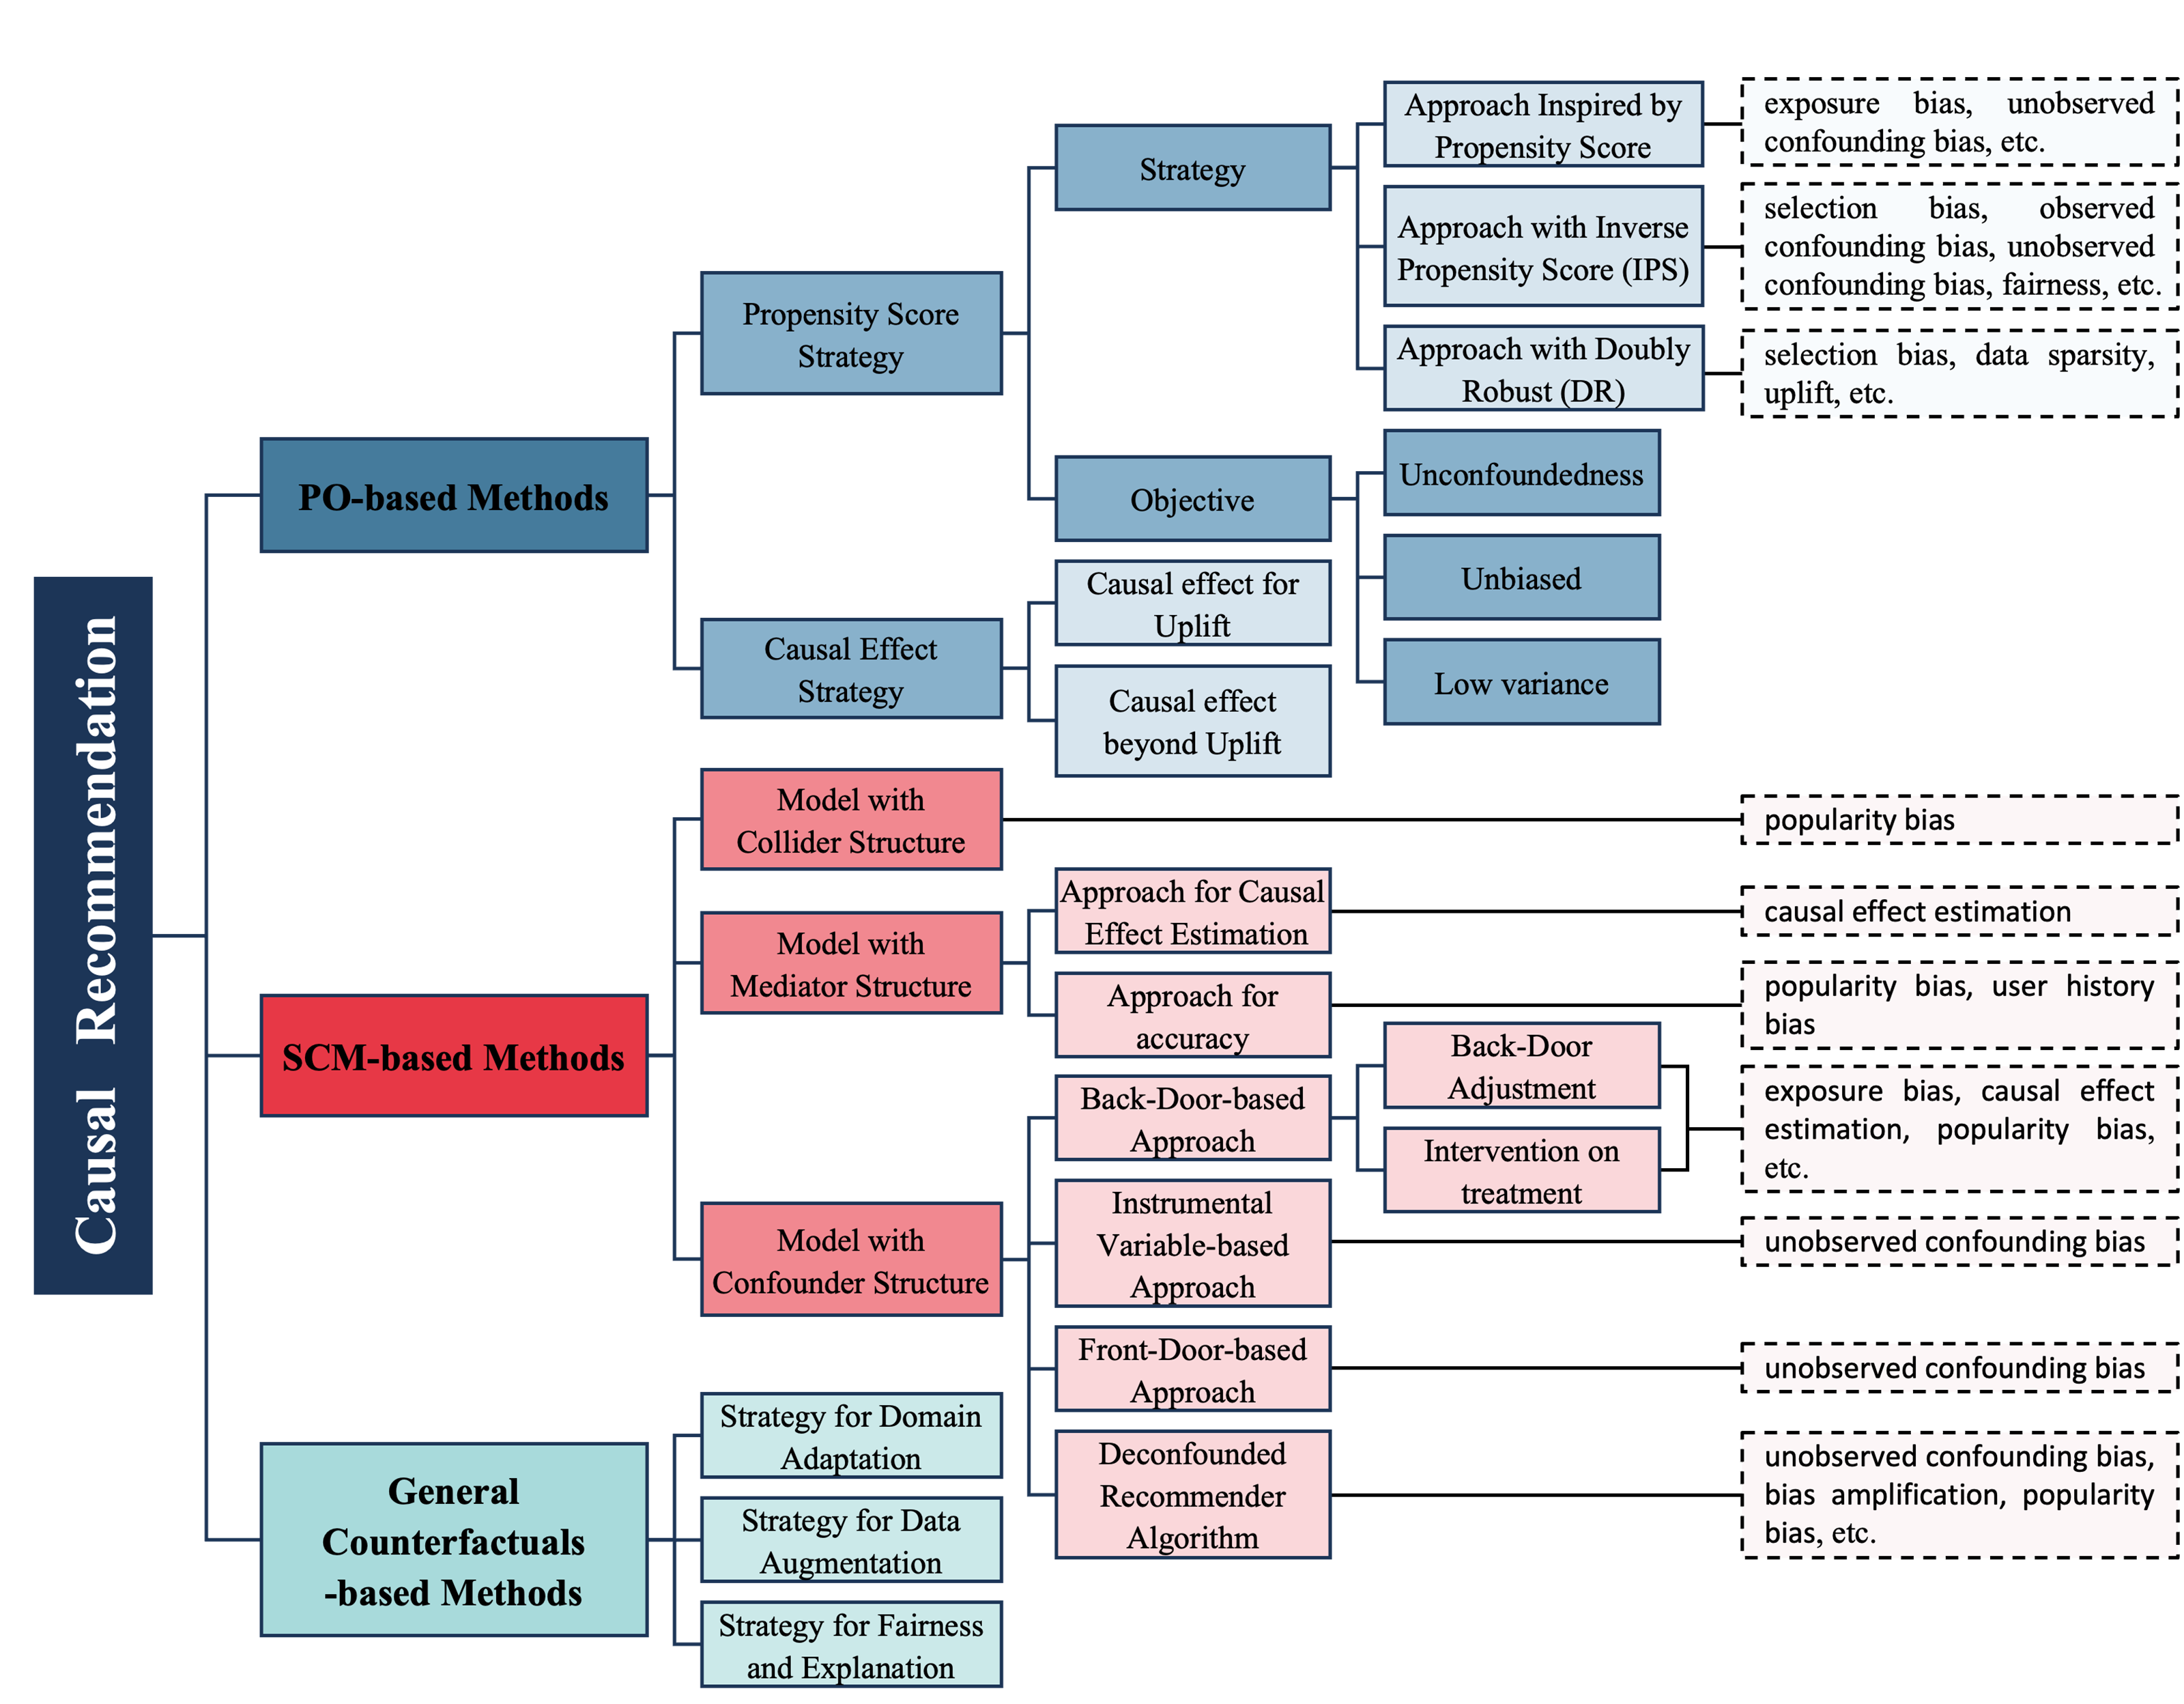 Causal Recommendation
PO-based Methods
Propensity Score
Strategy
Strategy
Approach Inspired by
Propensity Score
exposure bias, unobserved
confounding bias, etc.
Approach with Inverse
Propensity Score (IPS)
selection bias, observed
confounding bias, unobserved
confounding bias, fairness, etc.
Approach with Doubly
Robust (DR)
selection bias, data sparsity,
uplift, etc.
Objective
Unconfoundedness
Unbiased
Low variance
Causal Effect
Strategy
Causal effect for
Uplift
Causal effect
beyond Uplift
SCM-based Methods
Model with
Collider Structure
popularity bias
Model with
Mediator Structure
Approach for Causal
Effect Estimation
causal effect estimation
Approach for
accuracy
popularity bias, user history
bias
Model with
Confounder Structure
Back-Door-based
Approach
Back-Door
Adjustment
Intervention on
treatment
exposure bias, causal effect
estimation, popularity bias,
etc.
Instrumental
Variable-based
Approach
unobserved confounding bias
Front-Door-based
Approach
unobserved confounding bias
Deconfounded
Recommender
Algorithm
unobserved confounding bias,
bias amplification, popularity
bias, etc.
General
Counterfactuals
-based Methods
Strategy for Domain
Adaptation
Strategy for Data
Augmentation
Strategy for Fairness
and Explanation